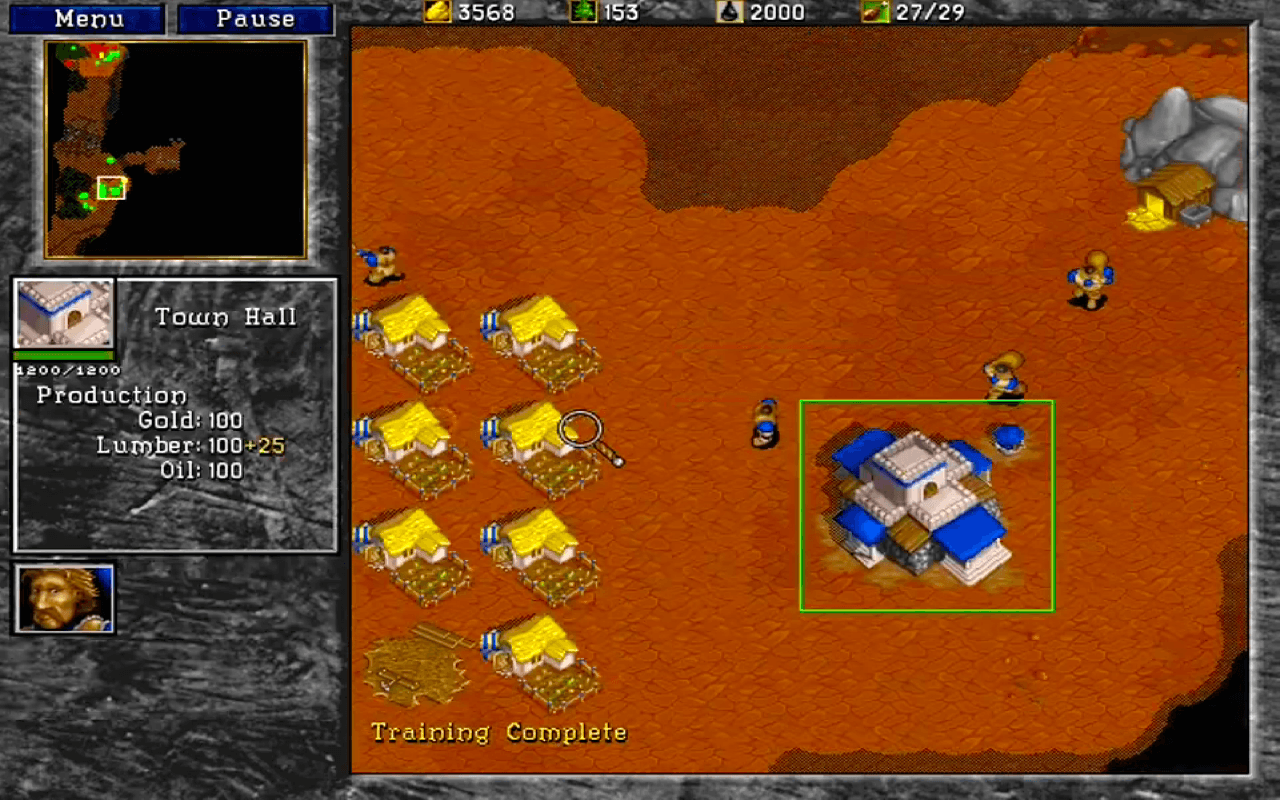 Menu Pause 3568 153 2000 27/29
Town Hall
1200/1200
Production
Gold: 100
Lumber: 100+25
Oil: 100
Training Complete